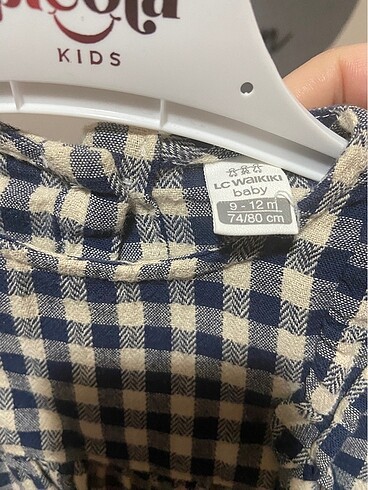 KIDS
LC WAIKIKI
baby
9 - 12 m
74/80 cm